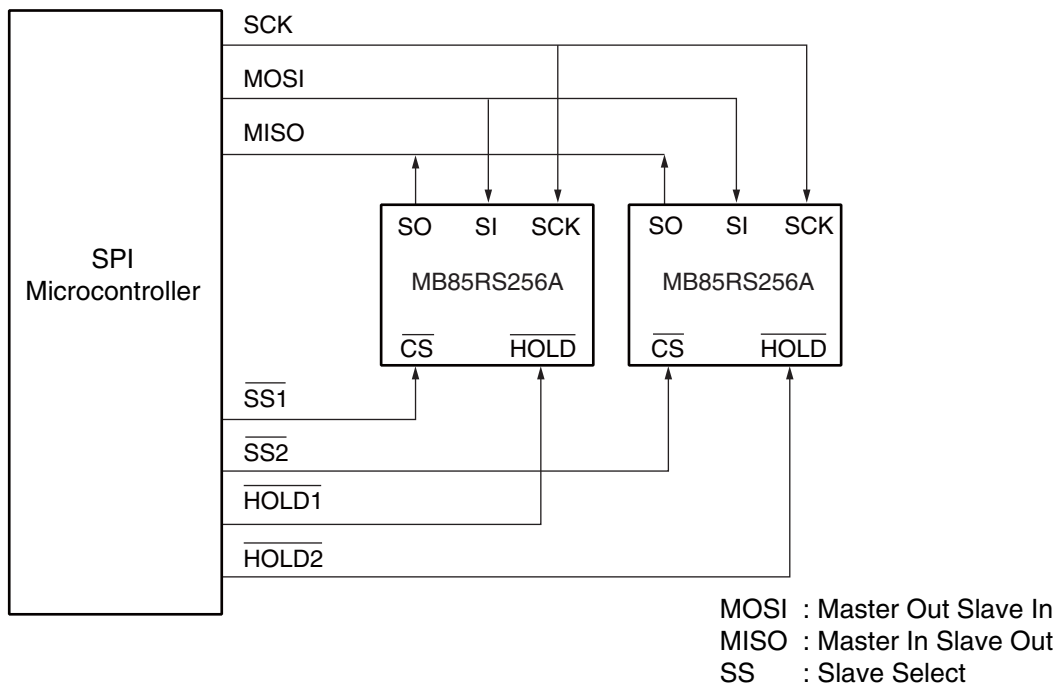 SCK
MOSI
MISO
SPI
Microcontroller
SO SI SCK
MB85RS256A
CS HOLD
SO SI SCK
MB85RS256A
CS HOLD
SS1
SS2
HOLD1
HOLD2
MOSI : Master Out Slave In
MISO : Master In Slave Out
SS : Slave Select